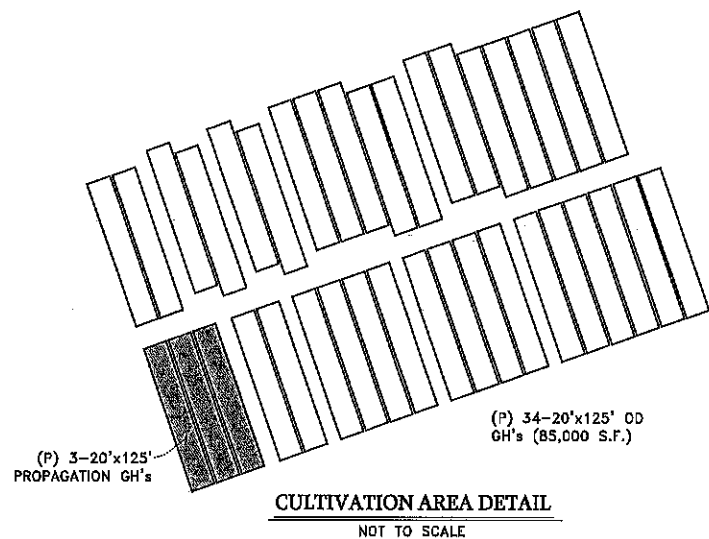 (P) 34-20'x125' OD
GH's (85,000 S.F.)
(P) 3-20'x125'
PROPAGATION GH's
CULTIVATION AREA DETAIL
NOT TO SCALE